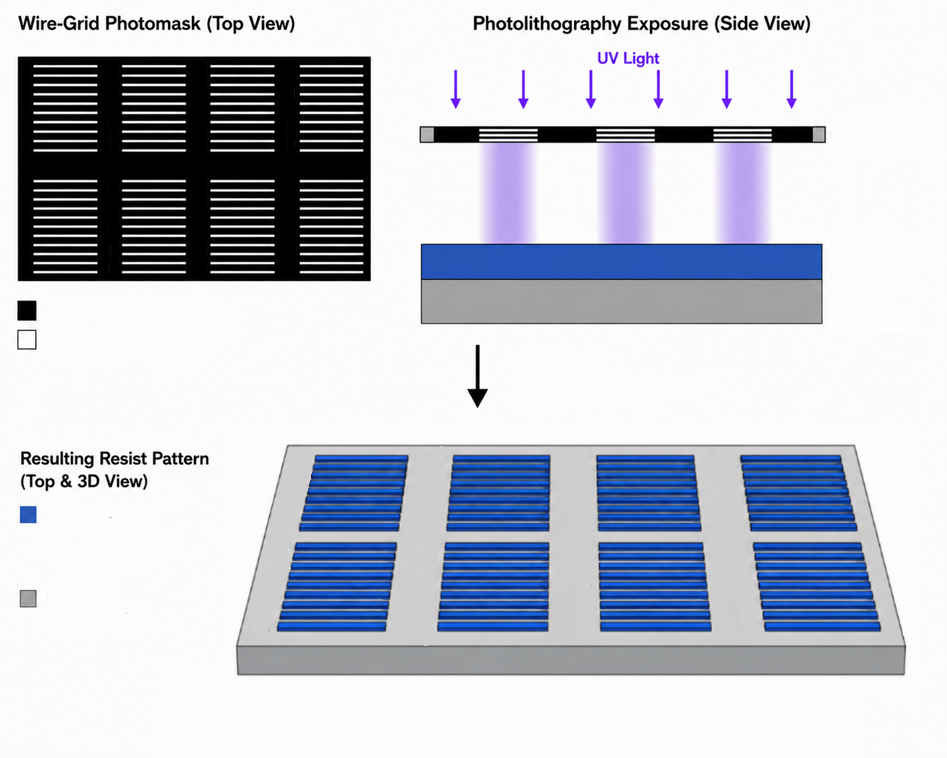 Wire-Grid Photomask (Top View)
Photolithography Exposure (Side View)
UV Light
Resulting Resist Pattern
(Top & 3D View)